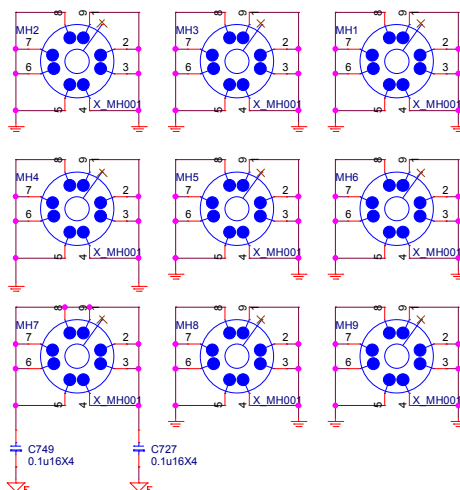 MH2 8 9 1
7 2
6 3
5 4 X_MH001
MH3 8 9 1
7 2
6 3
5 4 X_MH001
MH1 8 9 1
7 2
6 3
5 4 X_MH001
MH4 8 9 1
7 2
6 3
5 4 X_MH001
MH5 8 9 1
7 2
6 3
5 4 X_MH001
MH6 8 9 1
7 2
6 3
5 4 X_MH001
MH7 8 9 1
7 2
6 3
5 4 X_MH001
MH8 8 9 1
7 2
6 3
5 4 X_MH001
MH9 8 9 1
7 2
6 3
5 4 X_MH001
C749
0.1u16X4
C727
0.1u16X4